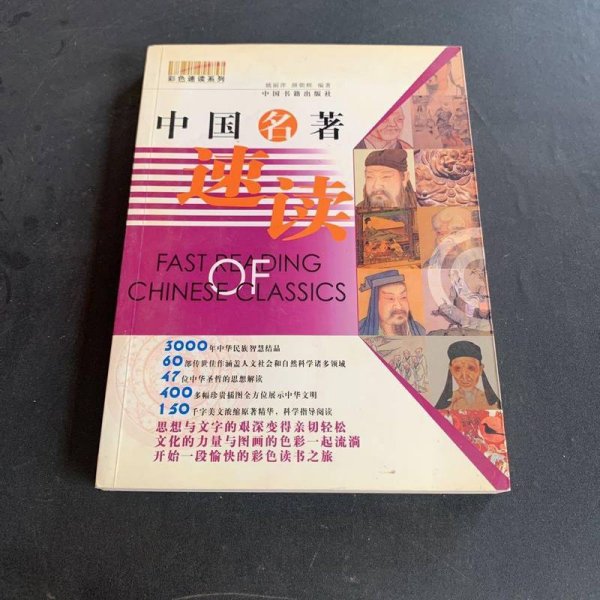 彩色速读系列
编著
中国书籍出版社
中国名著
速读
FAST READING
OF
CHINESE CLASSICS
3000年中华民族智慧结晶
60部传世佳作涵盖人文社会和自然科学诸多领域
47位中华圣哲的思想解读
400多幅珍贵插图全方位展示中华文明
150千字美文浓缩原著精华,科学指导阅读
思想与文字的艰深变得亲切轻松
文化的力量与图画的色彩一起流淌
开始一段愉快的彩色读书之旅